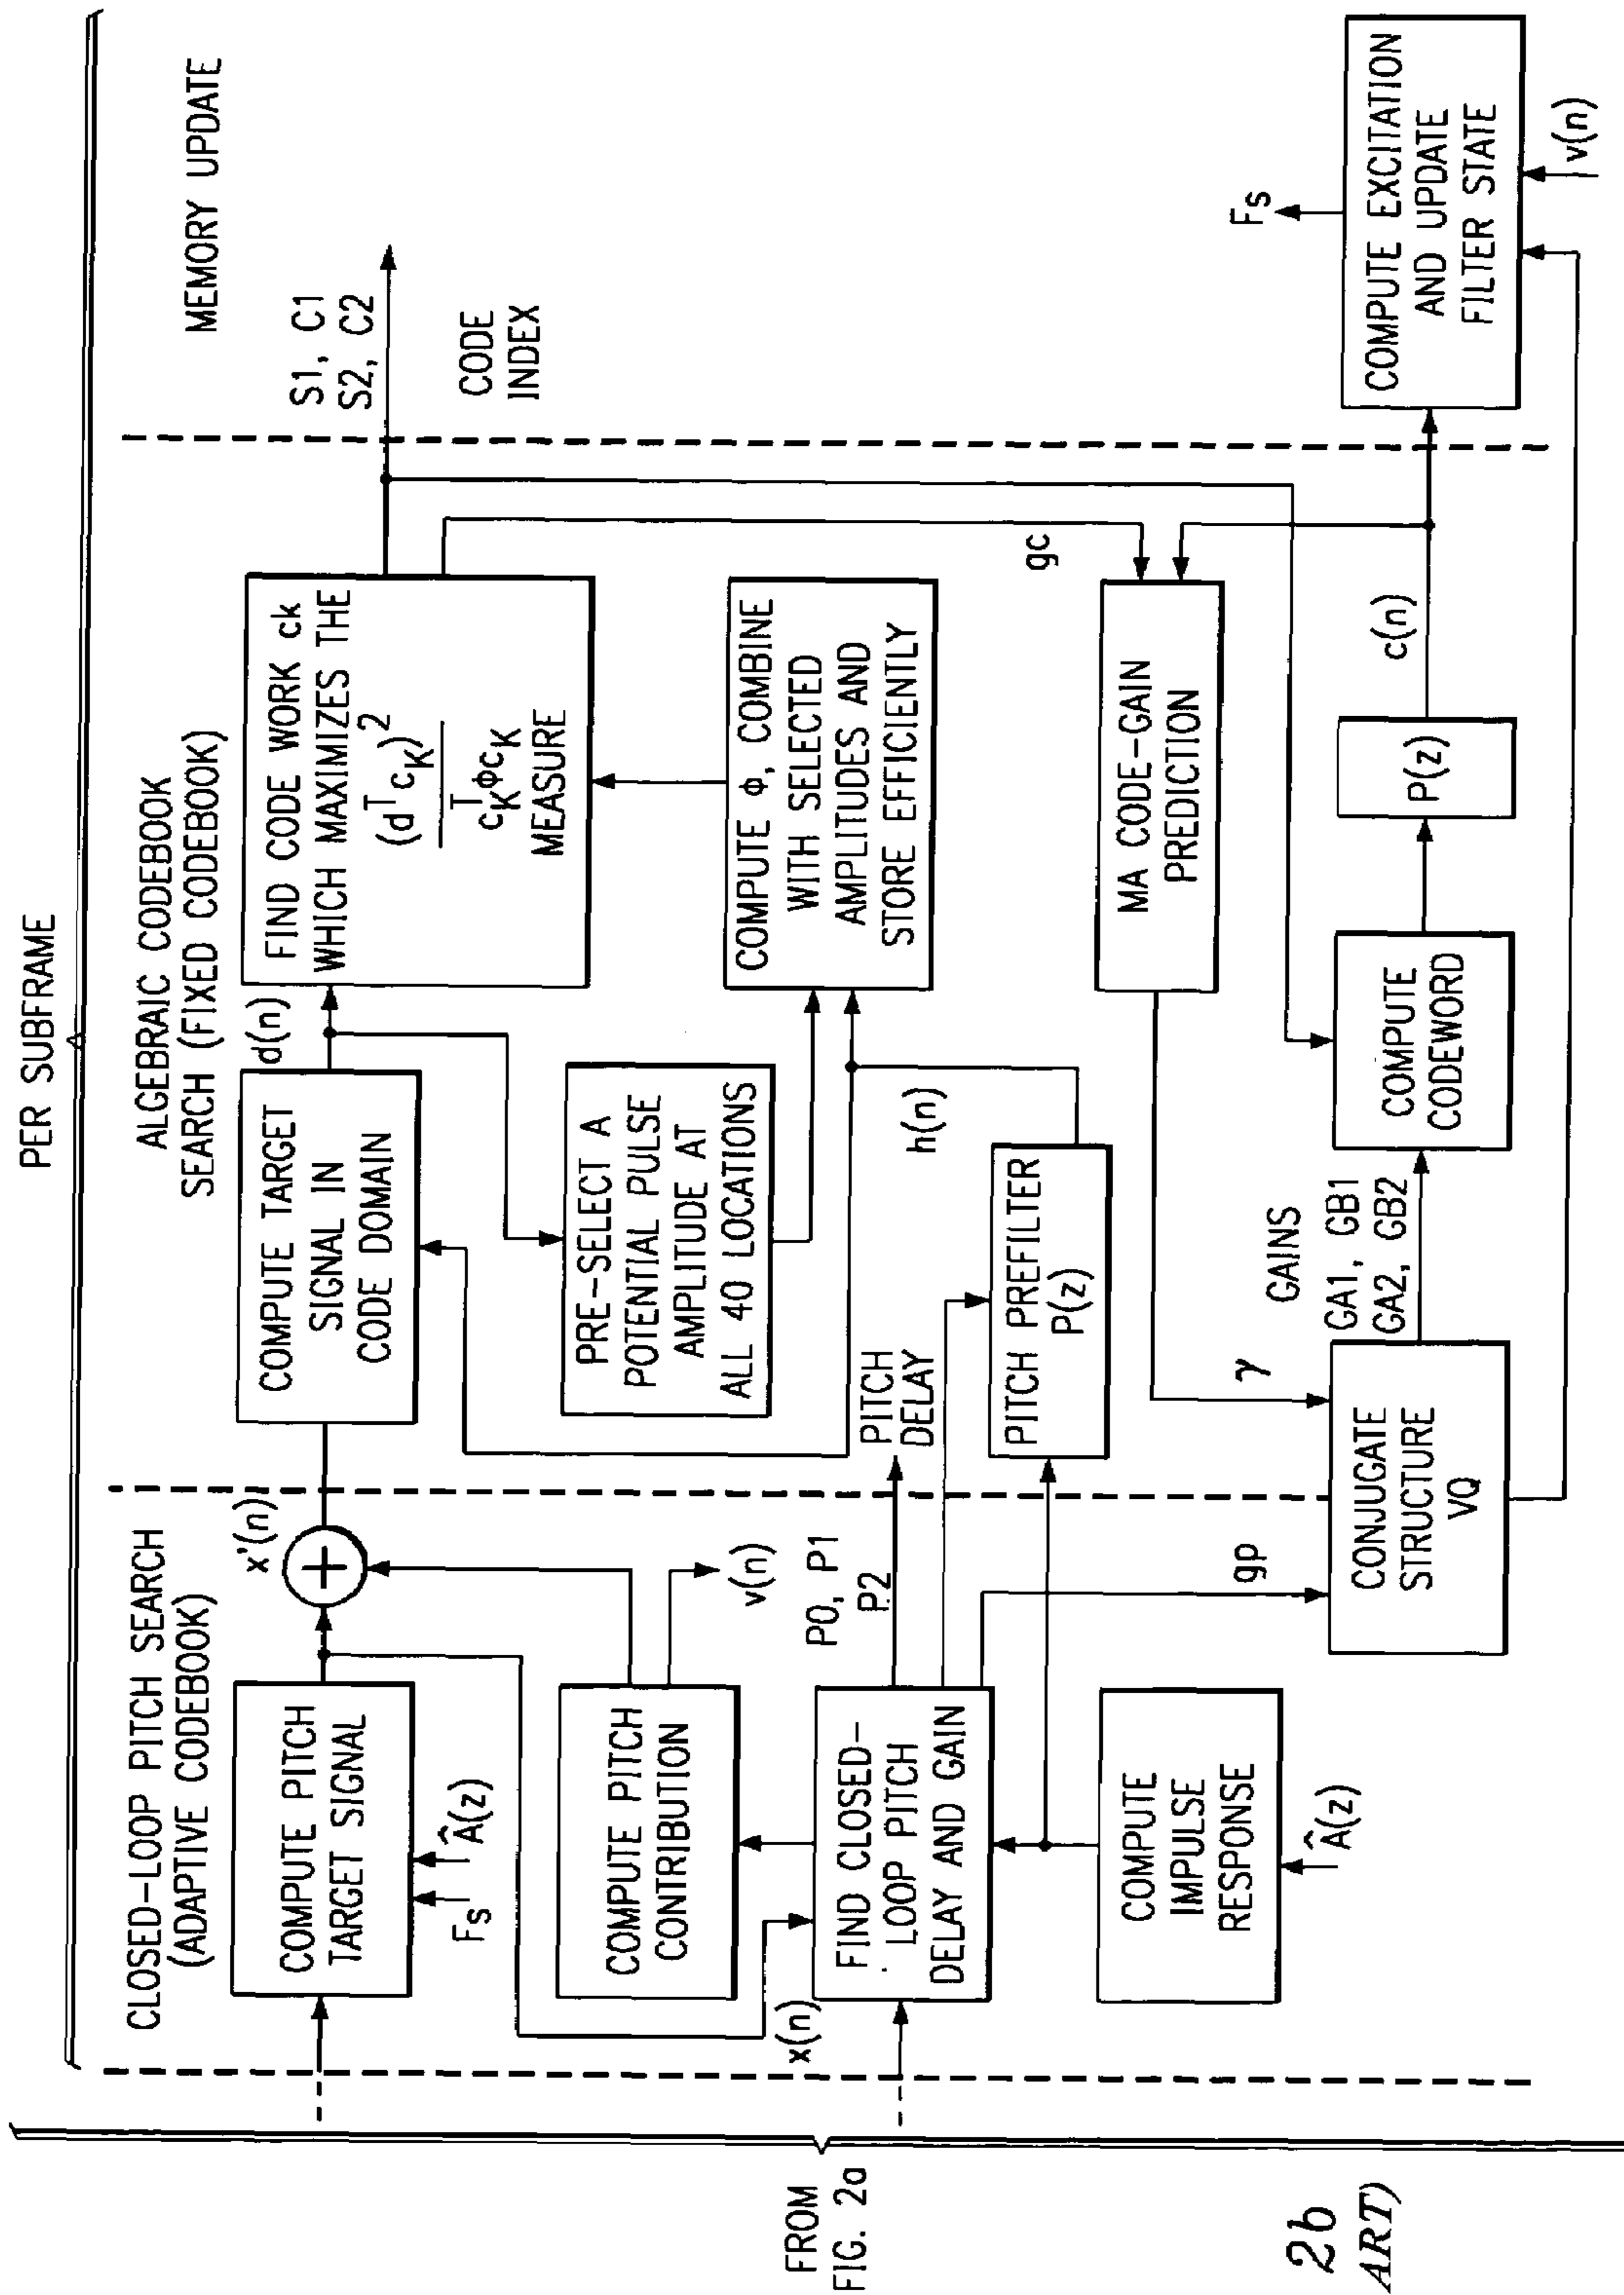 PER SUBFRAME
CLOSED-LOOP PITCH SEARCH
(ADAPTIVE CODEBOOK)
ALGEBRAIC CODEBOOK
SEARCH (FIXED CODEBOOK)
MEMORY UPDATE
COMPUTE PITCH
TARGET SIGNAL
Fs
Â(z)
x'(n)
+
COMPUTE TARGET
SIGNAL IN
CODE DOMAIN
d(n)
FIND CODE WORK ck
WHICH MAXIMIZES THE
(d^T c_K)^2
c_K^T ϕc_K
MEASURE
S1, C1
S2, C2
CODE
INDEX
COMPUTE PITCH
CONTRIBUTION
v(n)
PRE-SELECT A
POTENTIAL PULSE
AMPLITUDE AT
ALL 40 LOCATIONS
COMPUTE ϕ, COMBINE
WITH SELECTED
AMPLITUDES AND
STORE EFFICIENTLY
x(n)
FROM
FIG. 2a
FIND CLOSED-
LOOP PITCH
DELAY AND GAIN
P0, P1
P2
PITCH
DELAY
h(n)
gc
PITCH PREFILTER
P(z)
MA CODE-GAIN
PREDICTION
COMPUTE
IMPULSE
RESPONSE
Â(z)
gp
γ
CONJUGATE
STRUCTURE
VQ
GAINS
GA1, GB1
GA2, GB2
COMPUTE
CODEWORD
P(z)
c(n)
Fs
COMPUTE EXCITATION
AND UPDATE
FILTER STATE
v(n)
2b
ART)